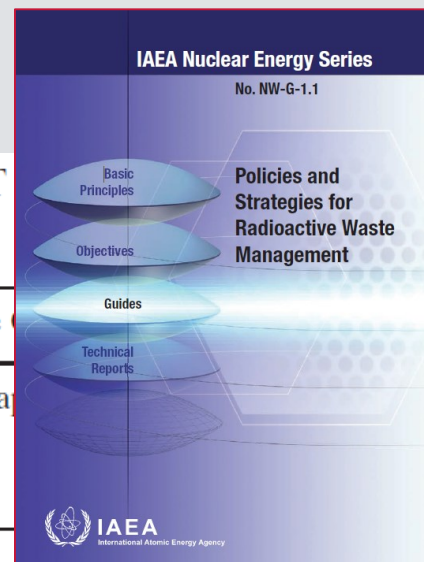 IAEA Nuclear Energy Series
No. NW-G-1.1
Basic
Principles
Policies and
Strategies for
Radioactive Waste
Management
Objectives
Guides
Technical
Reports
IAEA
International Atomic Energy Agency